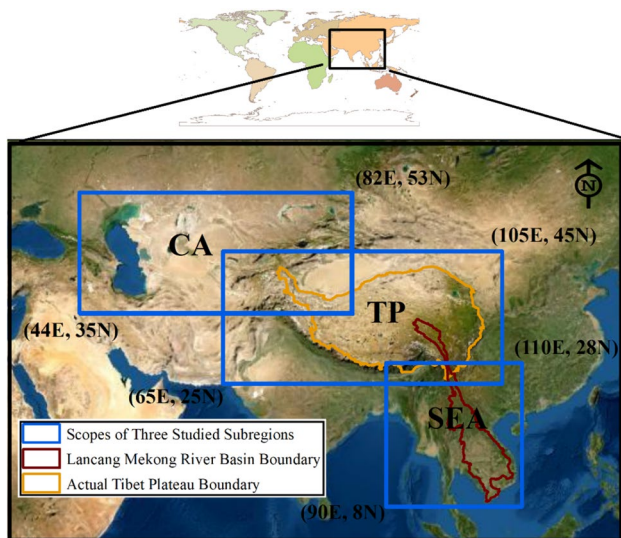 (82E, 53N)
N
CA
(105E, 45N)
TP
(44E, 35N)
(110E, 28N)
(65E, 25N)
SEA
Scopes of Three Studied Subregions
Lancang Mekong River Basin Boundary
Actual Tibet Plateau Boundary
(90E, 8N)